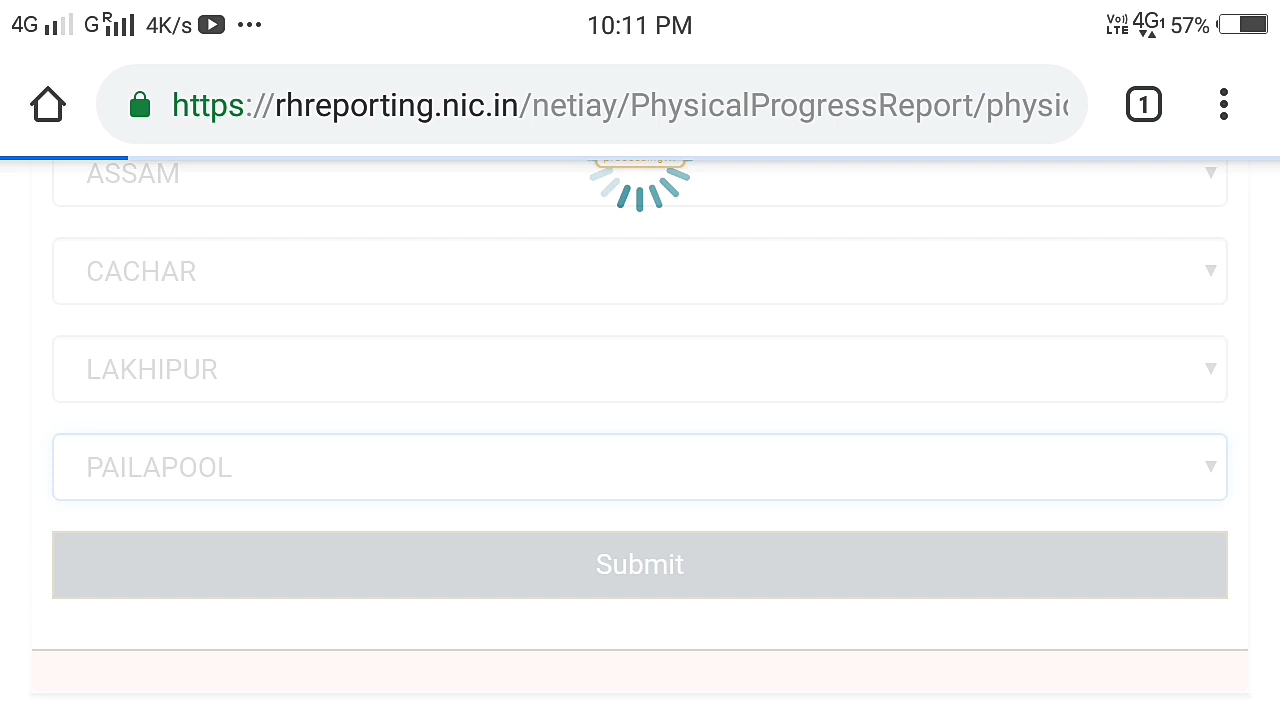 4G G R 4K/s 10:11 PM Vo) LTE 4G1 57%
https://rhreporting.nic.in/netiay/PhysicalProgressReport/physic 1
ASSAM
CACHAR
LAKHIPUR
PAILAPOOL
Submit